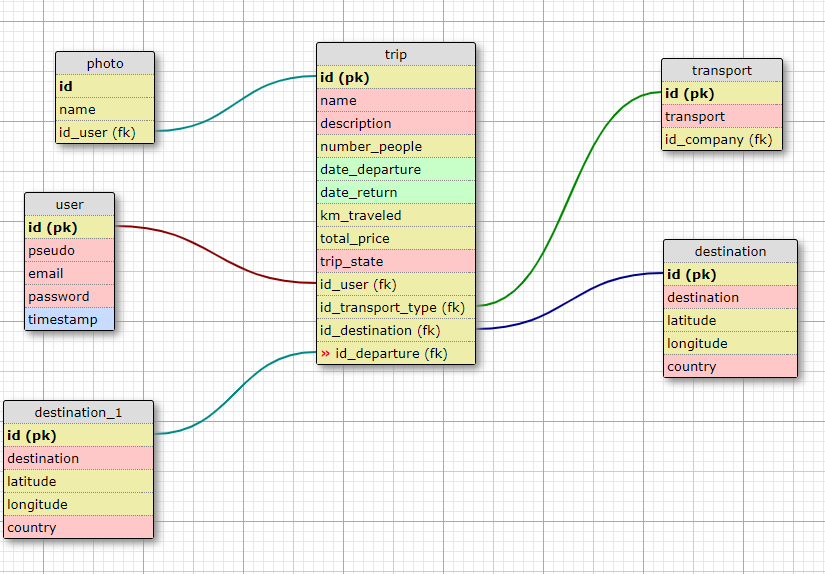 photo
id
name
id_user (fk)
user
id (pk)
pseudo
email
password
timestamp
destination_1
id (pk)
destination
latitude
longitude
country
trip
id (pk)
name
description
number_people
date_departure
date_return
km_traveled
total_price
trip_state
id_user (fk)
id_transport_type (fk)
id_destination (fk)
» id_departure (fk)
transport
id (pk)
transport
id_company (fk)
destination
id (pk)
destination
latitude
longitude
country